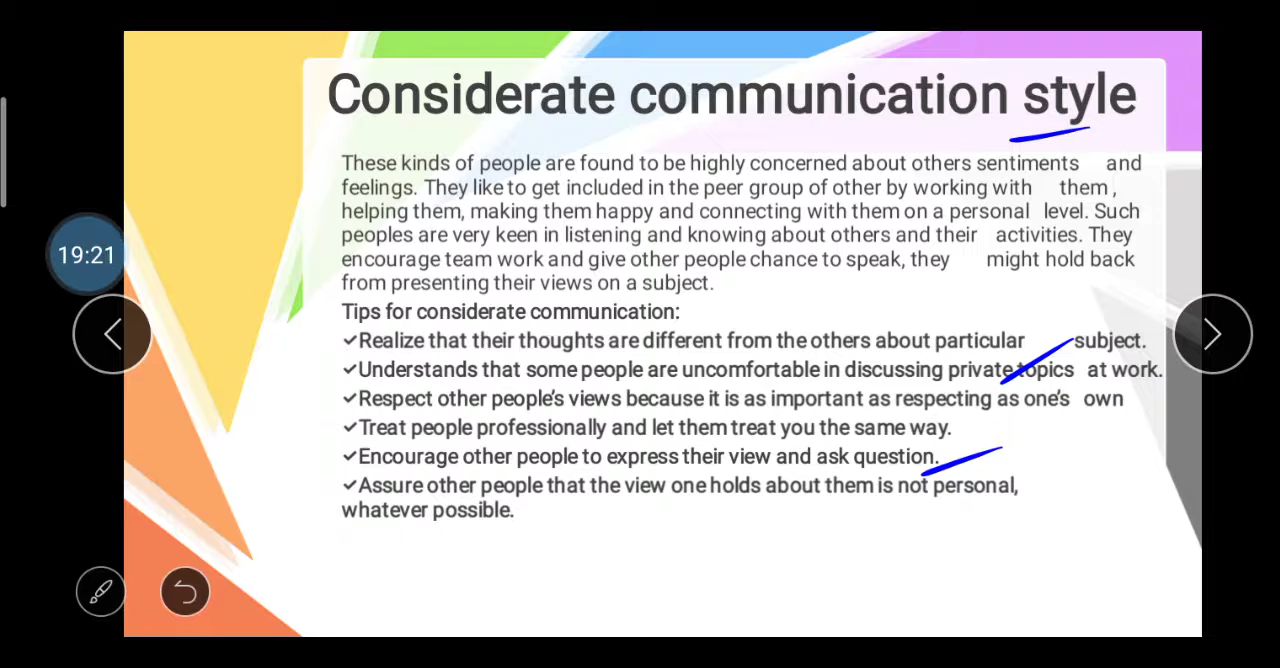 Considerate communication style
These kinds of people are found to be highly concerned about others sentiments and
feelings. They like to get included in the peer group of other by working with them ,
helping them, making them happy and connecting with them on a personal level. Such
peoples are very keen in listening and knowing about others and their activities. They
19:21
encourage team work and give other people chance to speak, they might hold back
from presenting their views on a subject.
Tips for considerate communication:
✓Realize that their thoughts are different from the others about particular subject.
✓Understands that some people are uncomfortable in discussing private topics at work.
✓Respect other people's views because it is as important as respecting as one's own
✓Treat people professionally and let them treat you the same way.
✓Encourage other people to express their view and ask question.
✓Assure other people that the view one holds about them is not personal,
whatever possible.